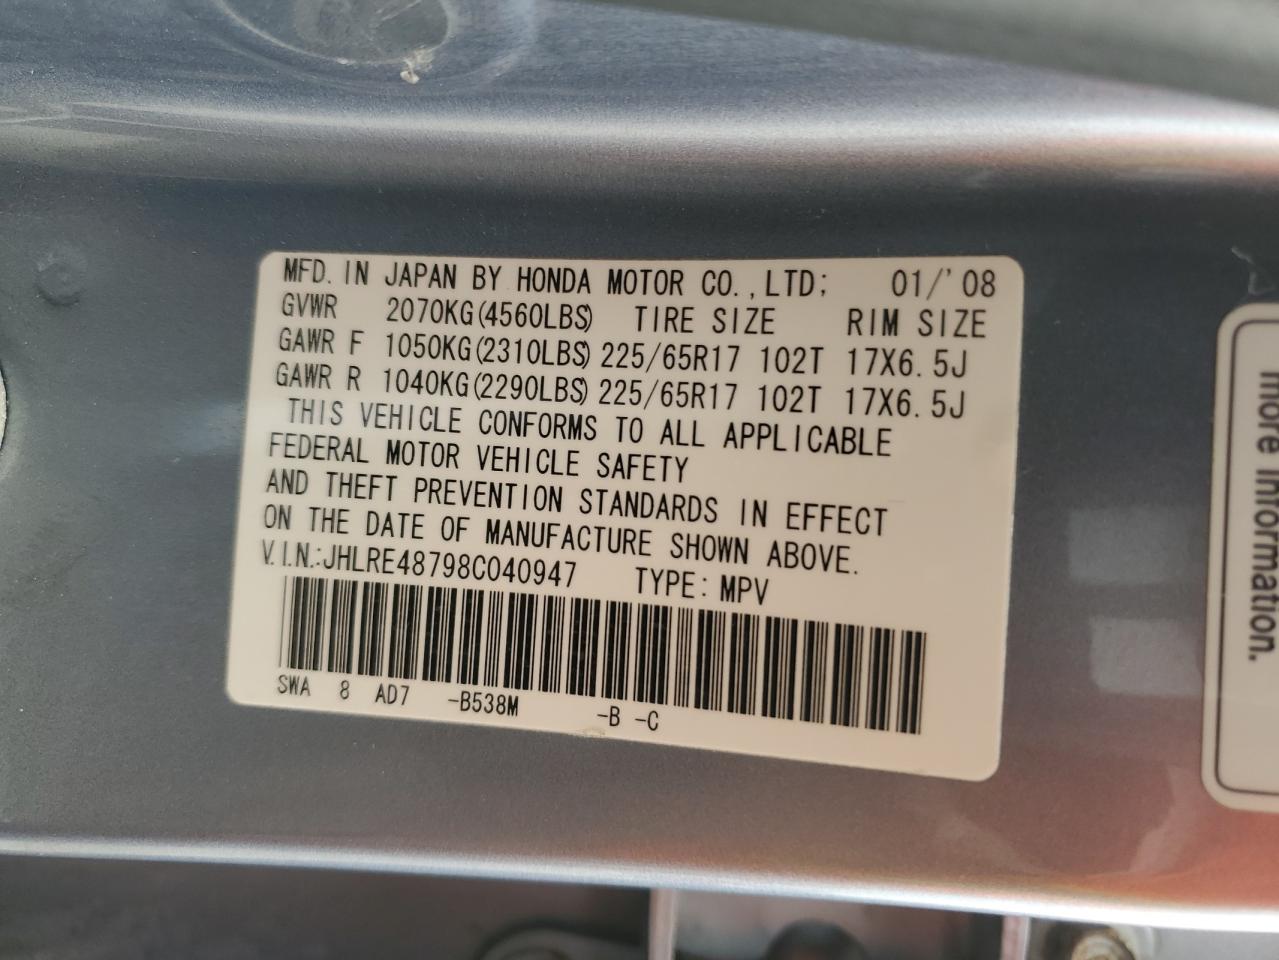 MFD. IN JAPAN BY HONDA MOTOR CO., LTD; 01/'08
GVWR 2070KG(4560LBS) TIRE SIZE RIM SIZE
GAWR F 1050KG(2310LBS) 225/65R17 102T 17X6.5J
GAWR R 1040KG(2290LBS) 225/65R17 102T 17X6.5J
THIS VEHICLE CONFORMS TO ALL APPLICABLE
FEDERAL MOTOR VEHICLE SAFETY
AND THEFT PREVENTION STANDARDS IN EFFECT
ON THE DATE OF MANUFACTURE SHOWN ABOVE.
V.I.N.:JHLRE48798C040947 TYPE: MPV
SWA 8 AD7 -B538M -B -C
more information.